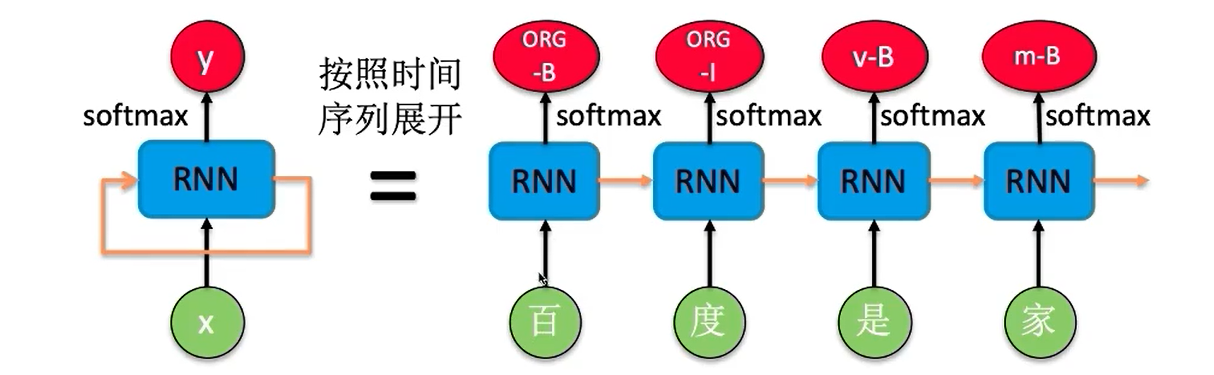 y
softmax
RNN
x
按照时间
序列展开
=
ORG
-B
softmax
RNN
百
ORG
-I
softmax
RNN
度
v-B
softmax
RNN
是
m-B
softmax
RNN
家